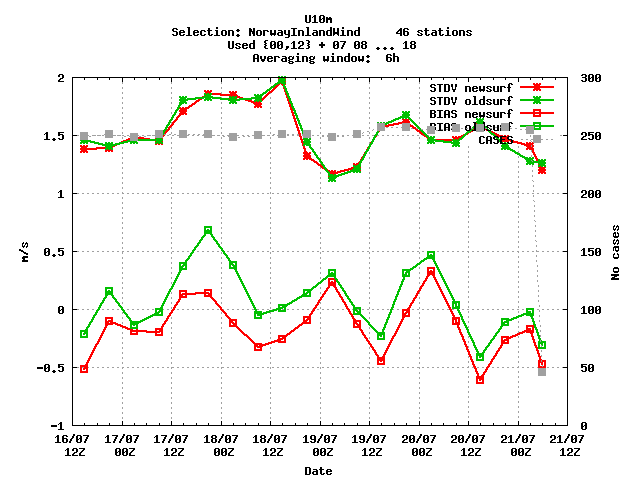 U10m
Selection: NorwayInlandWind 46 stations
Used {00,12} + 07 08 ... 18
Averaging window: 6h
STDV newsurf
STDV oldsurf
BIAS newsurf
BIAS oldsurf
CASES
2
1.5
1
0.5
0
-0.5
-1
m/s
300
250
200
150
100
50
0
No cases
16/07 17/07 17/07 18/07 18/07 19/07 19/07 20/07 20/07 21/07 21/07
12Z 00Z 12Z 00Z 12Z 00Z 12Z 00Z 12Z 00Z 12Z
Date